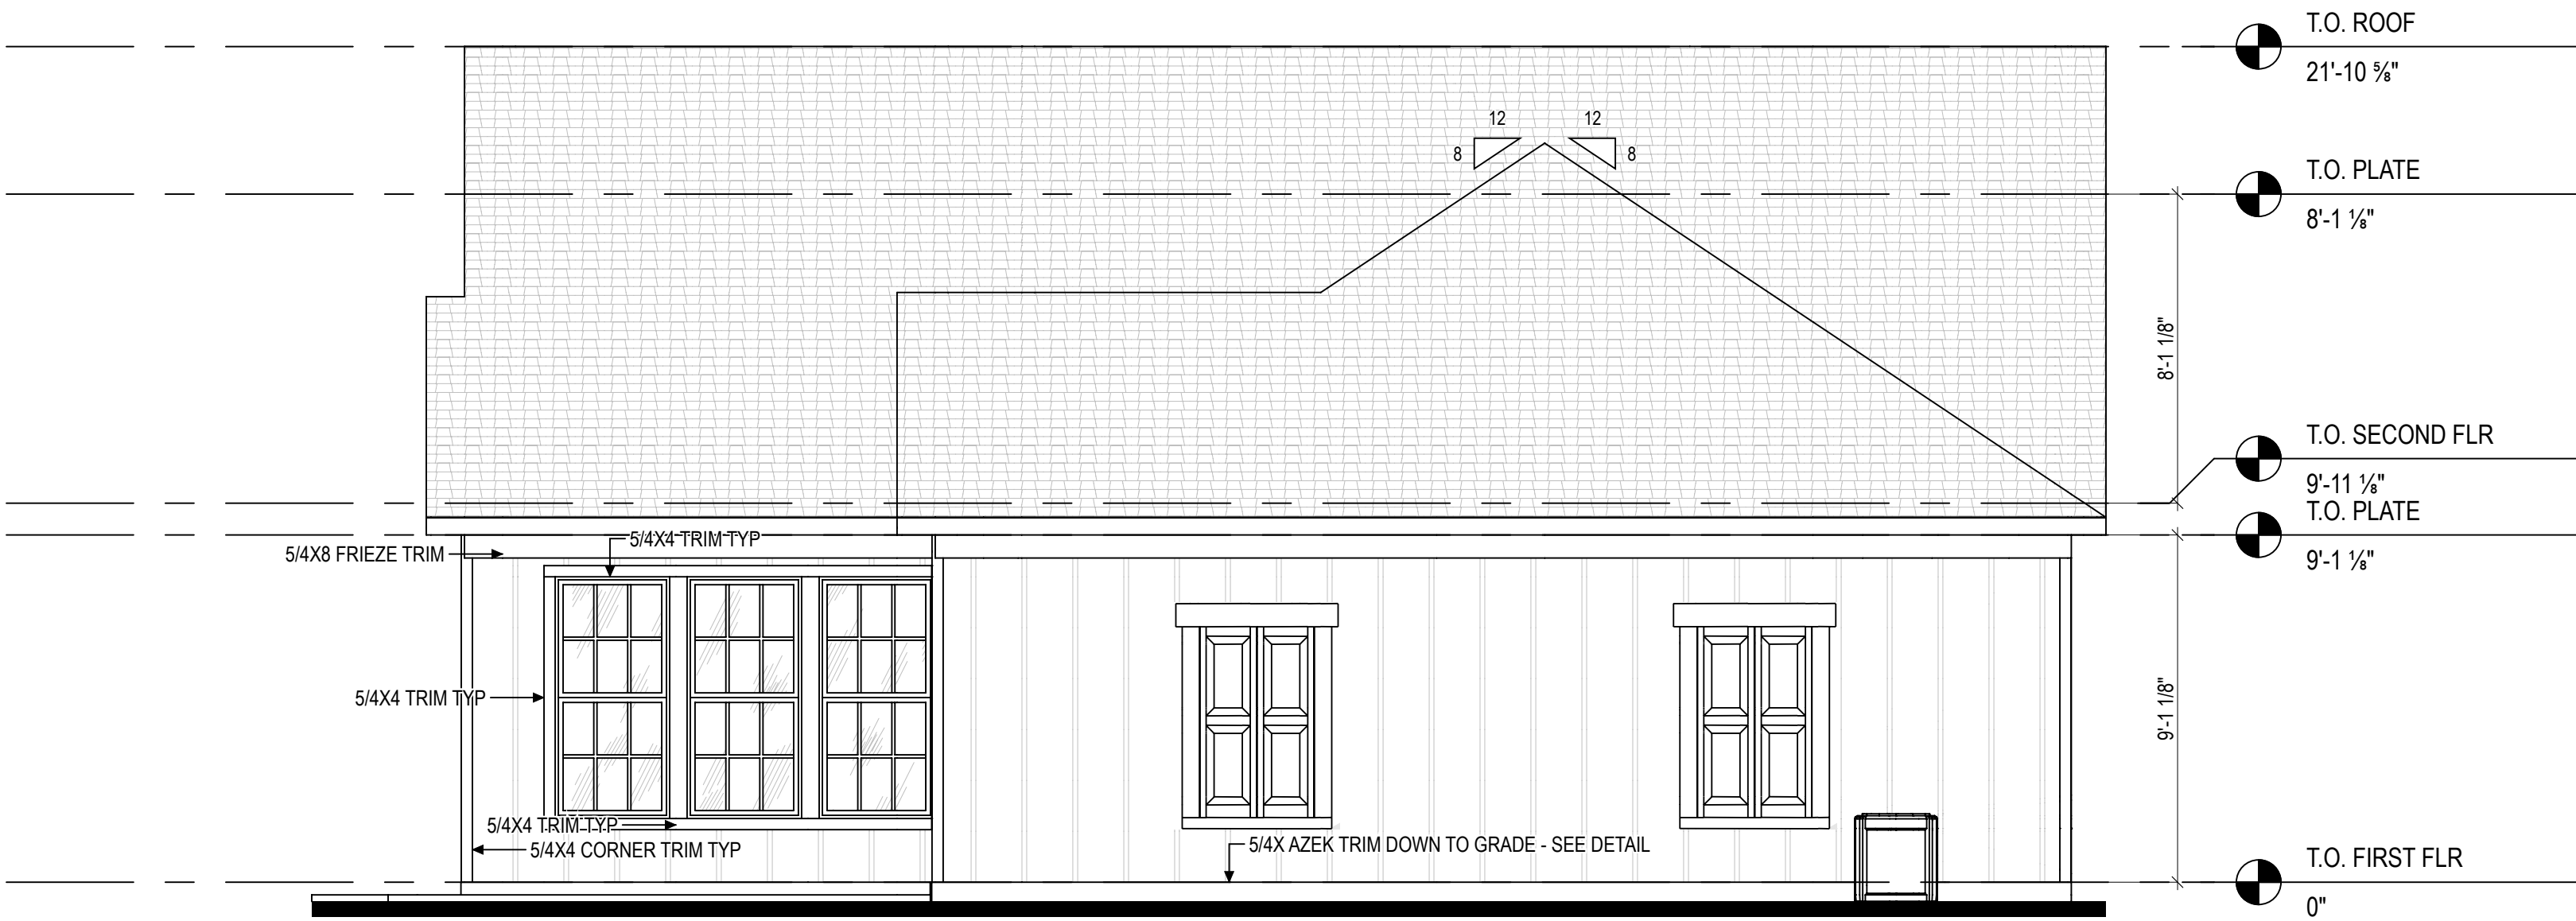 T.O. ROOF
21'-10 ⅝"
12
12
8
8
T.O. PLATE
8'-1 ⅛"
8'-1 1/8"
T.O. SECOND FLR
9'-11 ⅛"
T.O. PLATE
9'-1 ⅛"
5/4X4 TRIM TYP
5/4X8 FRIEZE TRIM
5/4X4 TRIM TYP
9'-1 1/8"
5/4X4 TRIM TYP
5/4X4 CORNER TRIM TYP
5/4X AZEK TRIM DOWN TO GRADE - SEE DETAIL
T.O. FIRST FLR
0"